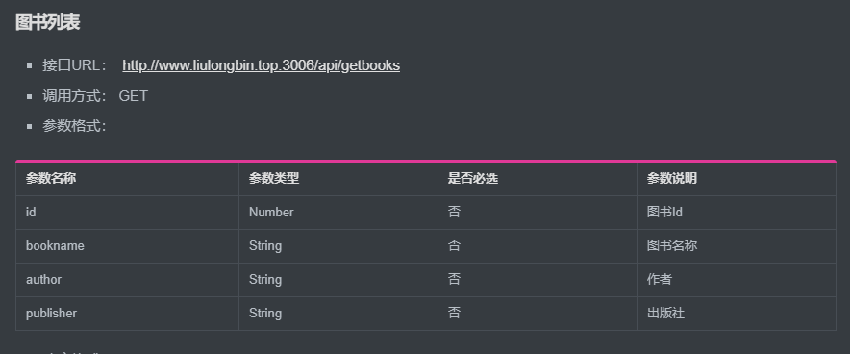 图书列表
接口URL： http://www.liulongbin.top:3006/api/getbooks
调用方式： GET
参数格式：
参数名称 参数类型 是否必选 参数说明
id Number 否 图书Id
bookname String 否 图书名称
author String 否 作者
publisher String 否 出版社